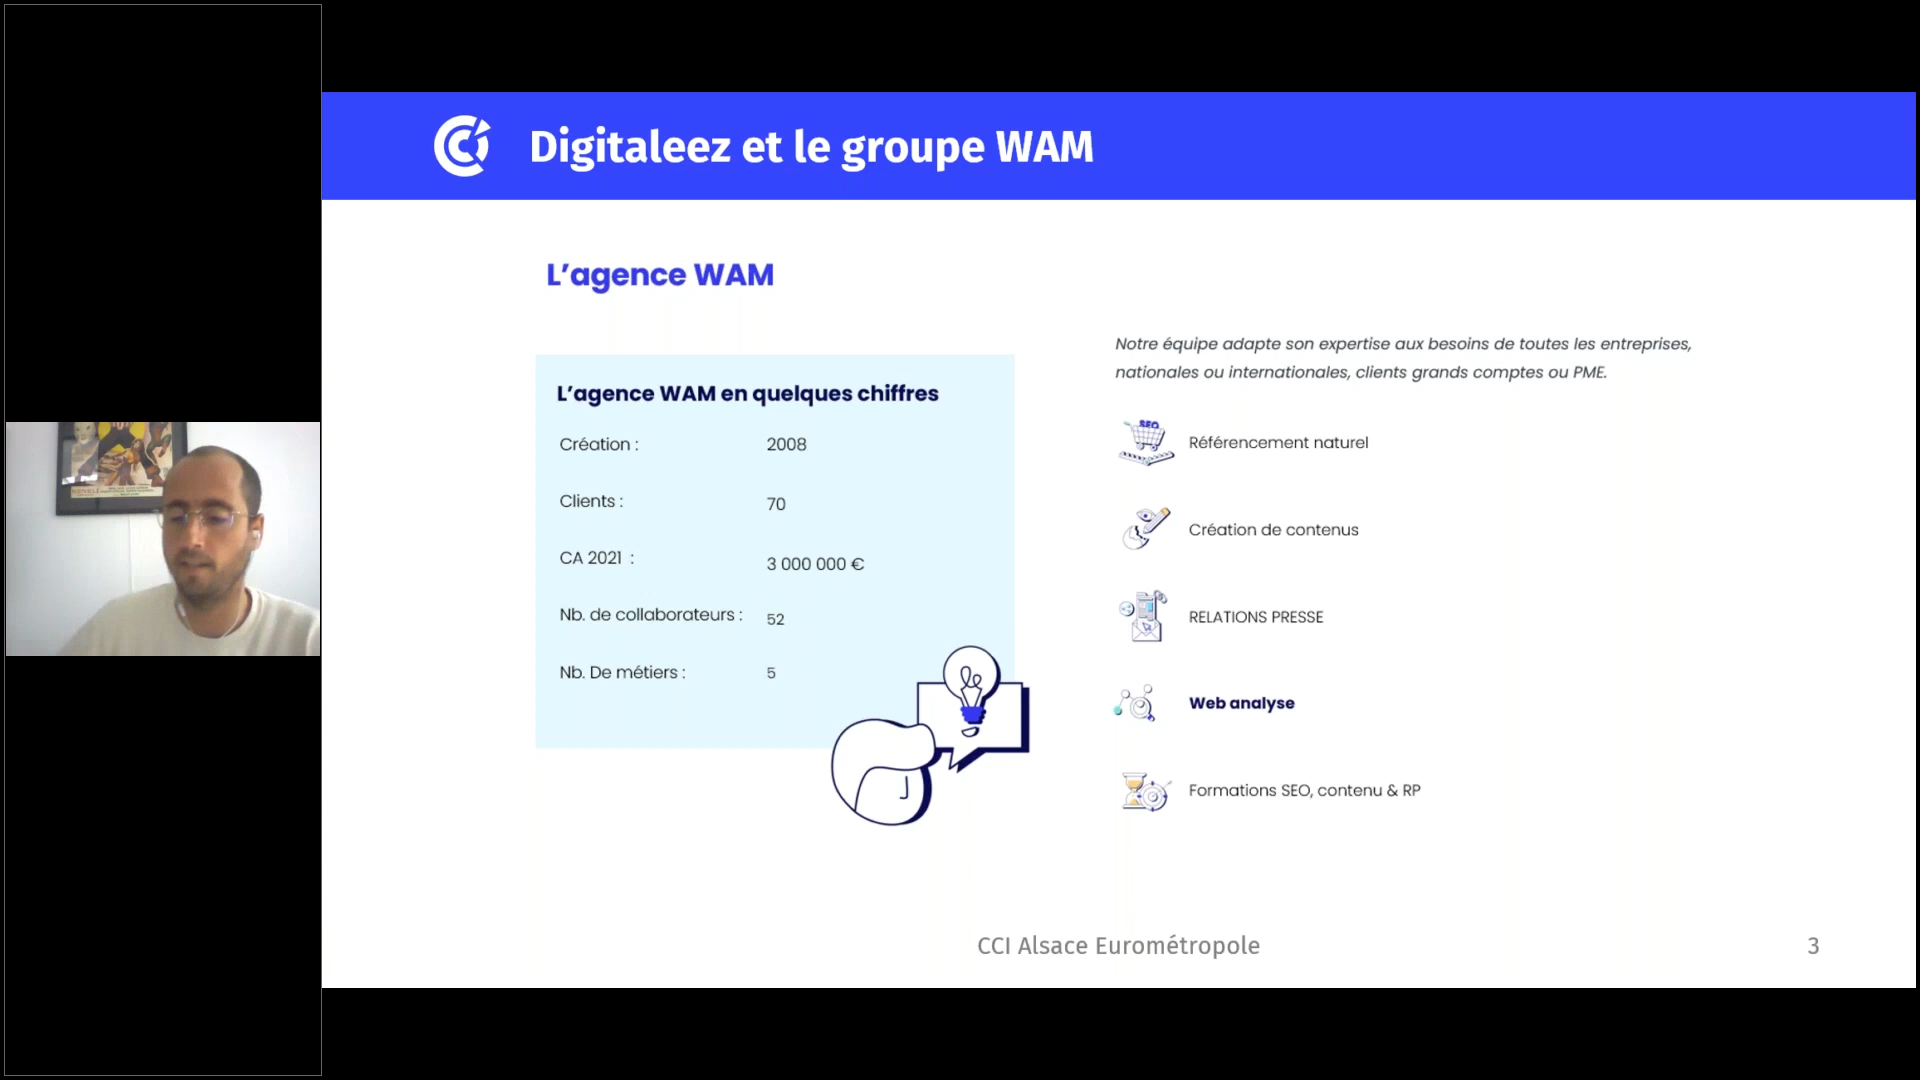 Digitaleez et le groupe WAM
L’agence WAM
L’agence WAM en quelques chiffres
Création : 2008
Clients : 70
CA 2021 : 3 000 000 €
Nb. de collaborateurs : 52
Nb. De métiers : 5
Notre équipe adapte son expertise aux besoins de toutes les entreprises,
nationales ou internationales, clients grands comptes ou PME.
SEO
Référencement naturel
Création de contenus
RELATIONS PRESSE
Web analyse
Formations SEO, contenu & RP
CCI Alsace Eurométropole
3